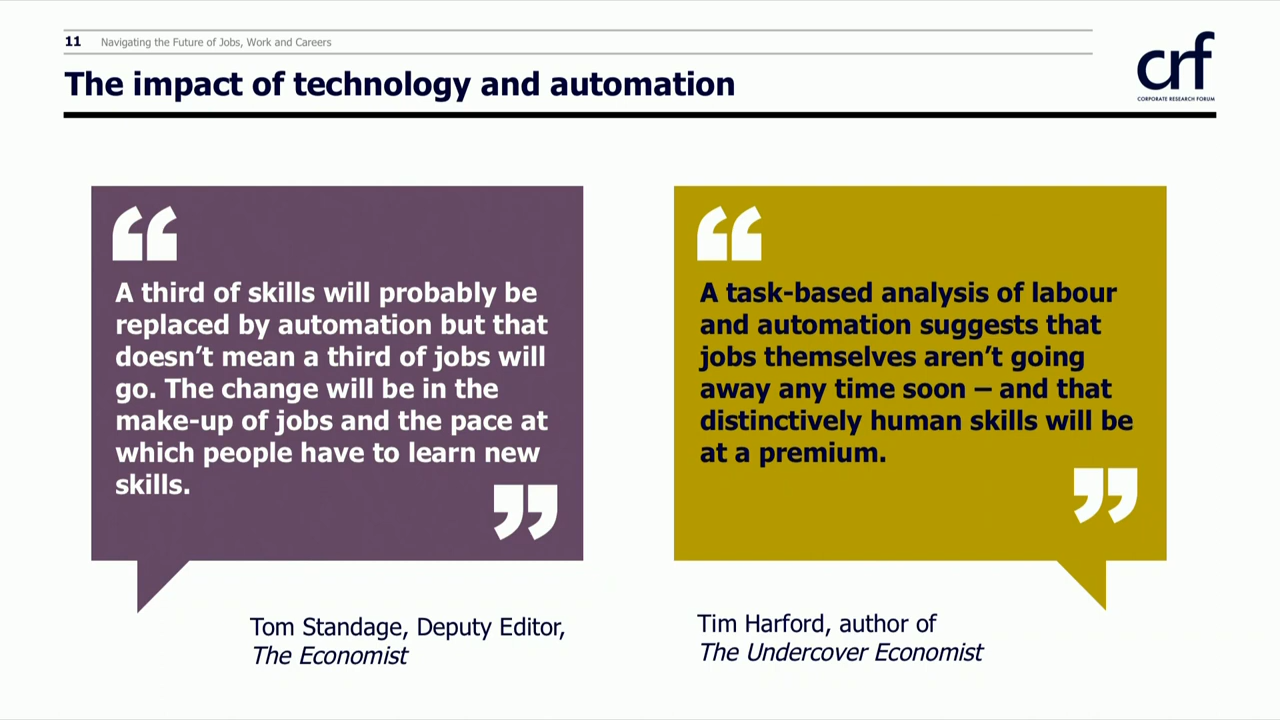 11 Navigating the Future of Jobs, Work and Careers
The impact of technology and automation
crf
CORPORATE RESEARCH FORUM
“
A third of skills will probably be
replaced by automation but that
doesn’t mean a third of jobs will
go. The change will be in the
make-up of jobs and the pace at
which people have to learn new
skills.
”
Tom Standage, Deputy Editor,
The Economist
“
A task-based analysis of labour
and automation suggests that
jobs themselves aren’t going
away any time soon – and that
distinctively human skills will be
at a premium.
”
Tim Harford, author of
The Undercover Economist